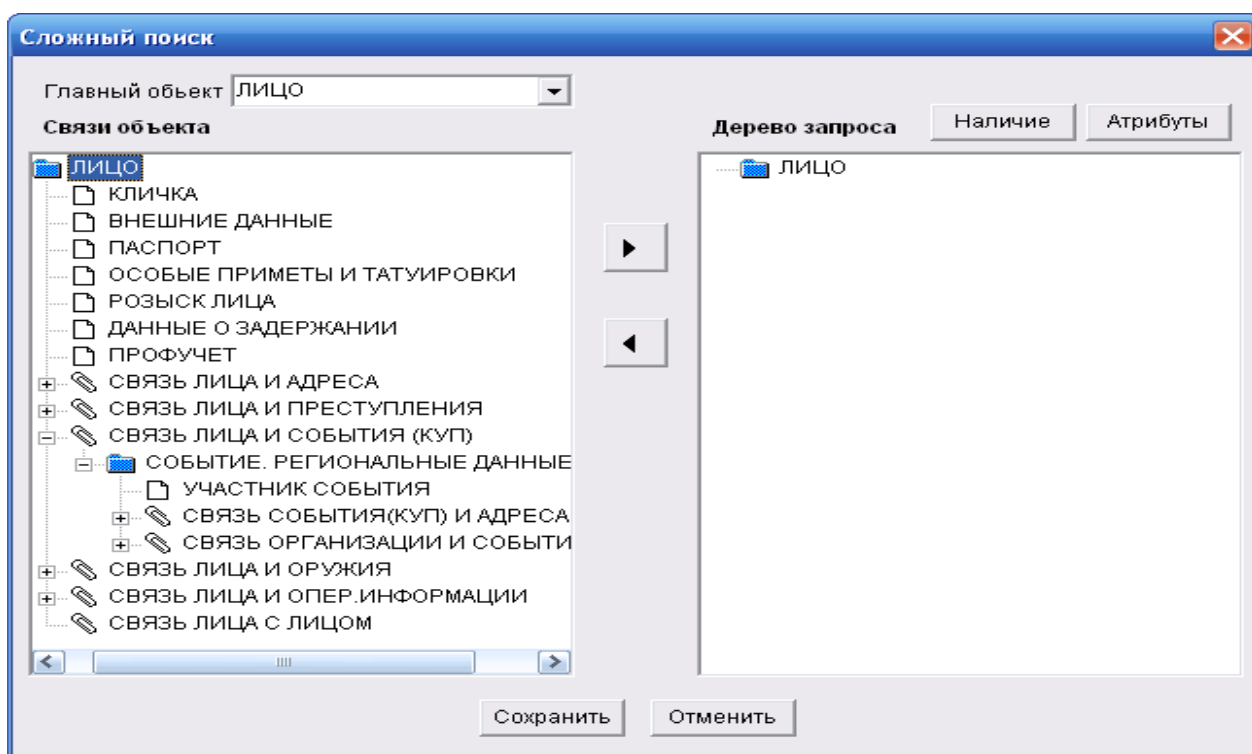 Сложный поиск
Главный обьект ЛИЦО
Связи объекта
Дерево запроса Наличие Атрибуты
ЛИЦО
КЛИЧКА
ВНЕШНИЕ ДАННЫЕ
ПАСПОРТ
ОСОБЫЕ ПРИМЕТЫ И ТАТУИРОВКИ
РОЗЫСК ЛИЦА
ДАННЫЕ О ЗАДЕРЖАНИИ
ПРОФУЧЕТ
СВЯЗЬ ЛИЦА И АДРЕСА
СВЯЗЬ ЛИЦА И ПРЕСТУПЛЕНИЯ
СВЯЗЬ ЛИЦА И СОБЫТИЯ (КУП)
СОБЫТИЕ. РЕГИОНАЛЬНЫЕ ДАННЫЕ
УЧАСТНИК СОБЫТИЯ
СВЯЗЬ СОБЫТИЯ(КУП) И АДРЕСА
СВЯЗЬ ОРГАНИЗАЦИИ И СОБЫТИ
СВЯЗЬ ЛИЦА И ОРУЖИЯ
СВЯЗЬ ЛИЦА И ОПЕР.ИНФОРМАЦИИ
СВЯЗЬ ЛИЦА С ЛИЦОМ
ЛИЦО
Сохранить Отменить